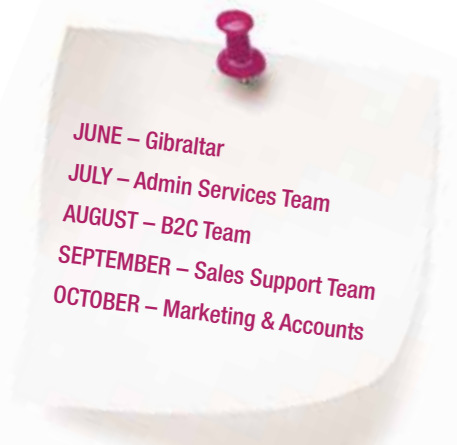 JUNE – Gibraltar
JULY – Admin Services Team
AUGUST – B2C Team
SEPTEMBER – Sales Support Team
OCTOBER – Marketing & Accounts